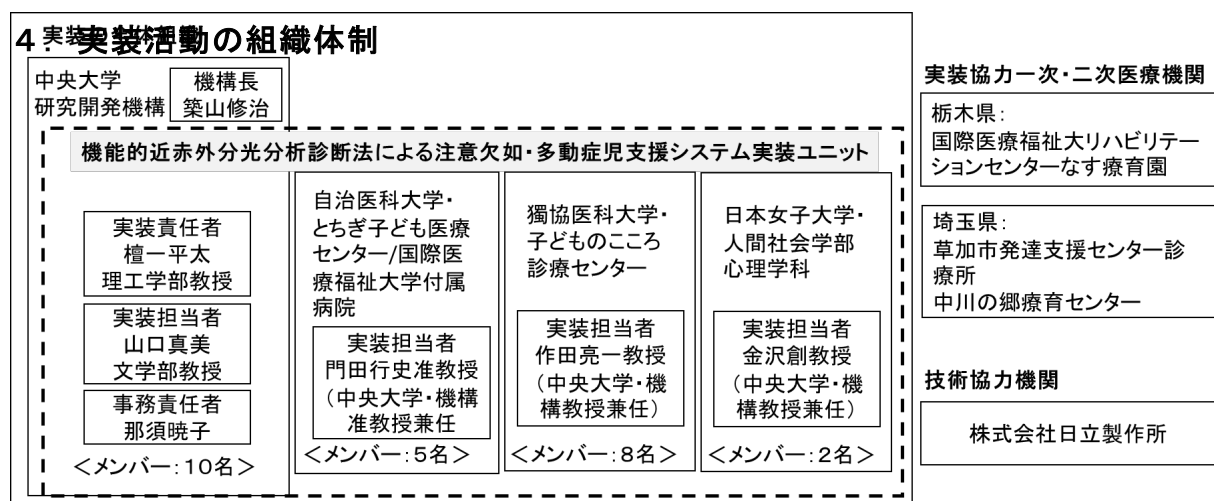 4．実装活動の組織体制
中央大学
研究開発機構
機構長
築山修治
機能的近赤外分光分析診断法による注意欠如・多動症児支援システム実装ユニット
実装責任者
檀一平太
理工学部教授
実装担当者
山口真美
文学部教授
事務責任者
那須暁子
＜メンバー：10名＞
自治医科大学・
とちぎ子ども医療
センター/国際医
療福祉大学付属
病院
実装担当者
門田行史准教授
（中央大学・機構
准教授兼任
＜メンバー：5名＞
獨協医科大学・
子どものこころ
診療センター
実装担当者
作田亮一教授
（中央大学・機
構教授兼任）
＜メンバー：8名＞
日本女子大学・
人間社会学部
心理学科
実装担当者
金沢創教授
（中央大学・機
構教授兼任）
＜メンバー：2名＞
実装協力一次・二次医療機関
栃木県：
国際医療福祉大リハビリテー
ションセンターなす療育園
埼玉県：
草加市発達支援センター診
療所
中川の郷療育センター
技術協力機関
株式会社日立製作所